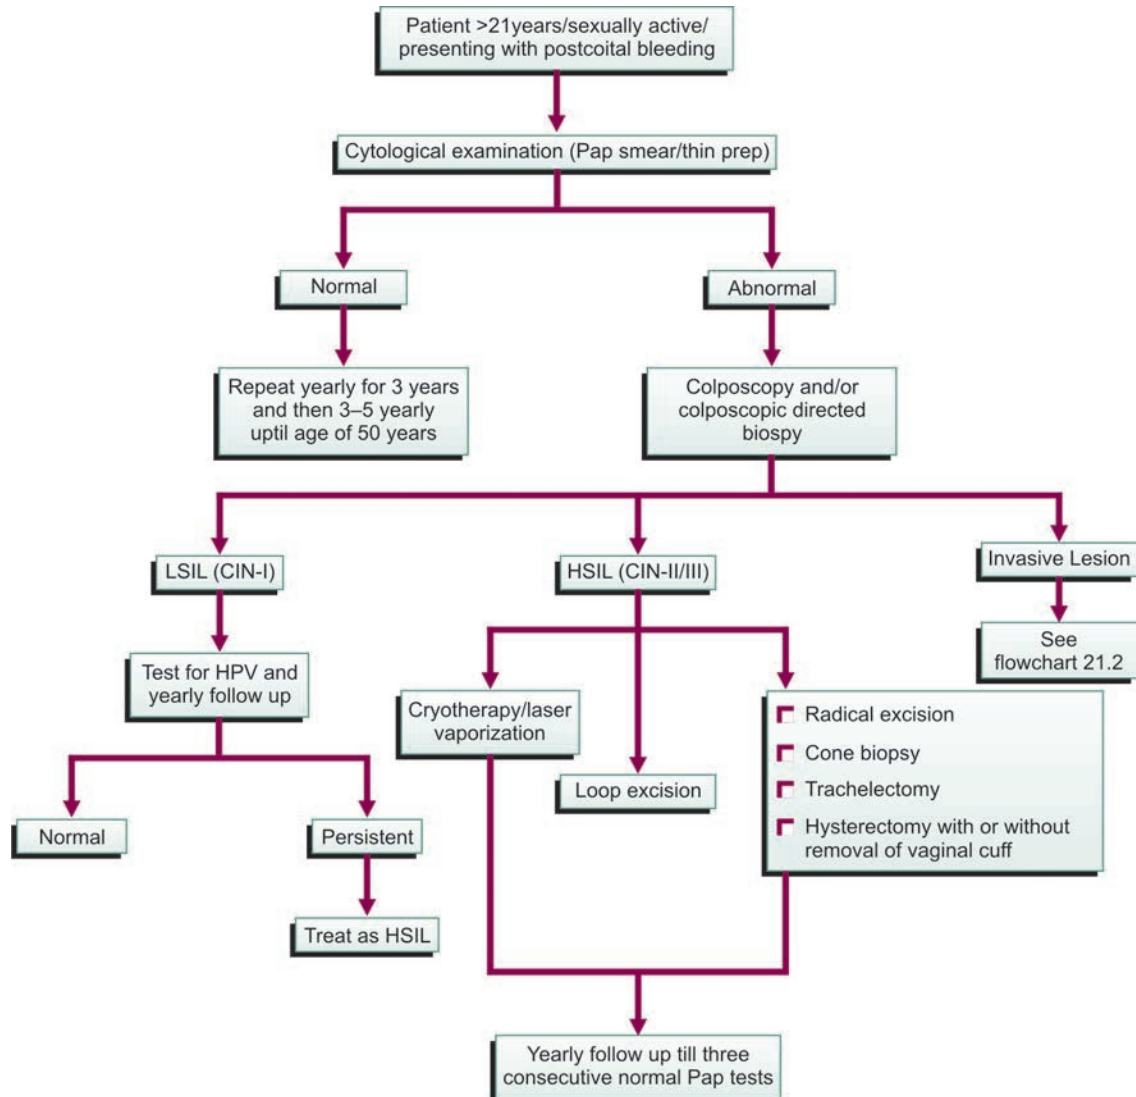 Patient >21years/sexually active/
presenting with postcoital bleeding
Cytological examination (Pap smear/thin prep)
Normal
Abnormal
Repeat yearly for 3 years
and then 3–5 yearly
uptil age of 50 years
Colposcopy and/or
colposcopic directed
biospy
LSIL (CIN-I)
HSIL (CIN-II/III)
Invasive Lesion
Test for HPV and
yearly follow up
See
flowchart 21.2
Cryotherapy/laser
vaporization
Radical excision
Cone biopsy
Trachelectomy
Hysterectomy with or without
removal of vaginal cuff
Loop excision
Normal
Persistent
Treat as HSIL
Yearly follow up till three
consecutive normal Pap tests